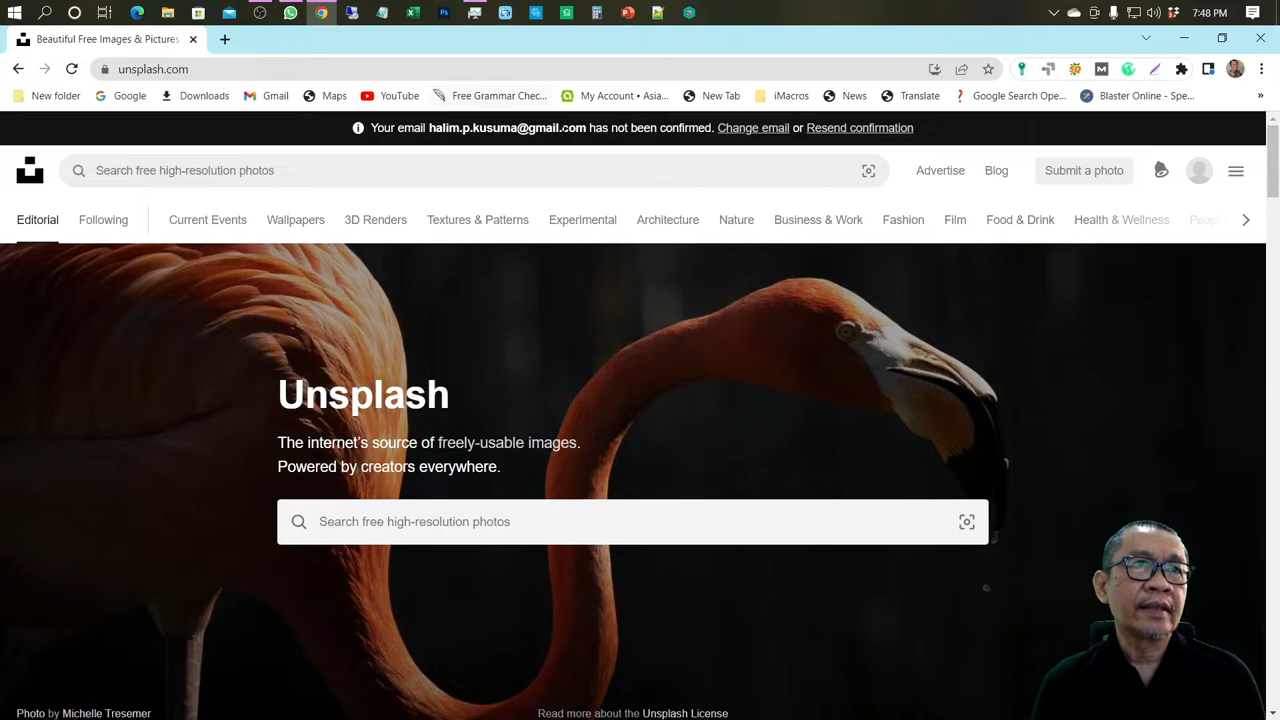 7:48 PM
Beautiful Free Images & Pictures
unsplash.com
New folder
Google
Downloads
Gmail
Maps
YouTube
Free Grammar Chec...
My Account • Asia...
New Tab
iMacros
News
Translate
Google Search Ope...
Blaster Online - Spe...
»
Your email halim.p.kusuma@gmail.com has not been confirmed. Change email or Resend confirmation
Search free high-resolution photos
Advertise
Blog
Submit a photo
Editorial
Following
Current Events
Wallpapers
3D Renders
Textures & Patterns
Experimental
Architecture
Nature
Business & Work
Fashion
Film
Food & Drink
Health & Wellness
Unsplash
The internet’s source of freely-usable images.
Powered by creators everywhere.
Search free high-resolution photos
Photo by Michelle Tresemer
Read more about the Unsplash License